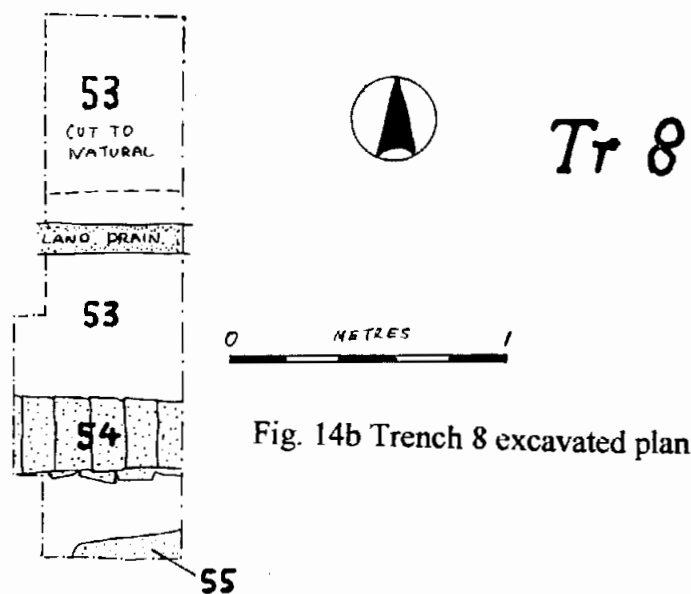 53
CUT TO
NATURAL
Tr 8
LAND DRAIN
53
0 METRES 1
54
Fig. 14b Trench 8 excavated plan
55